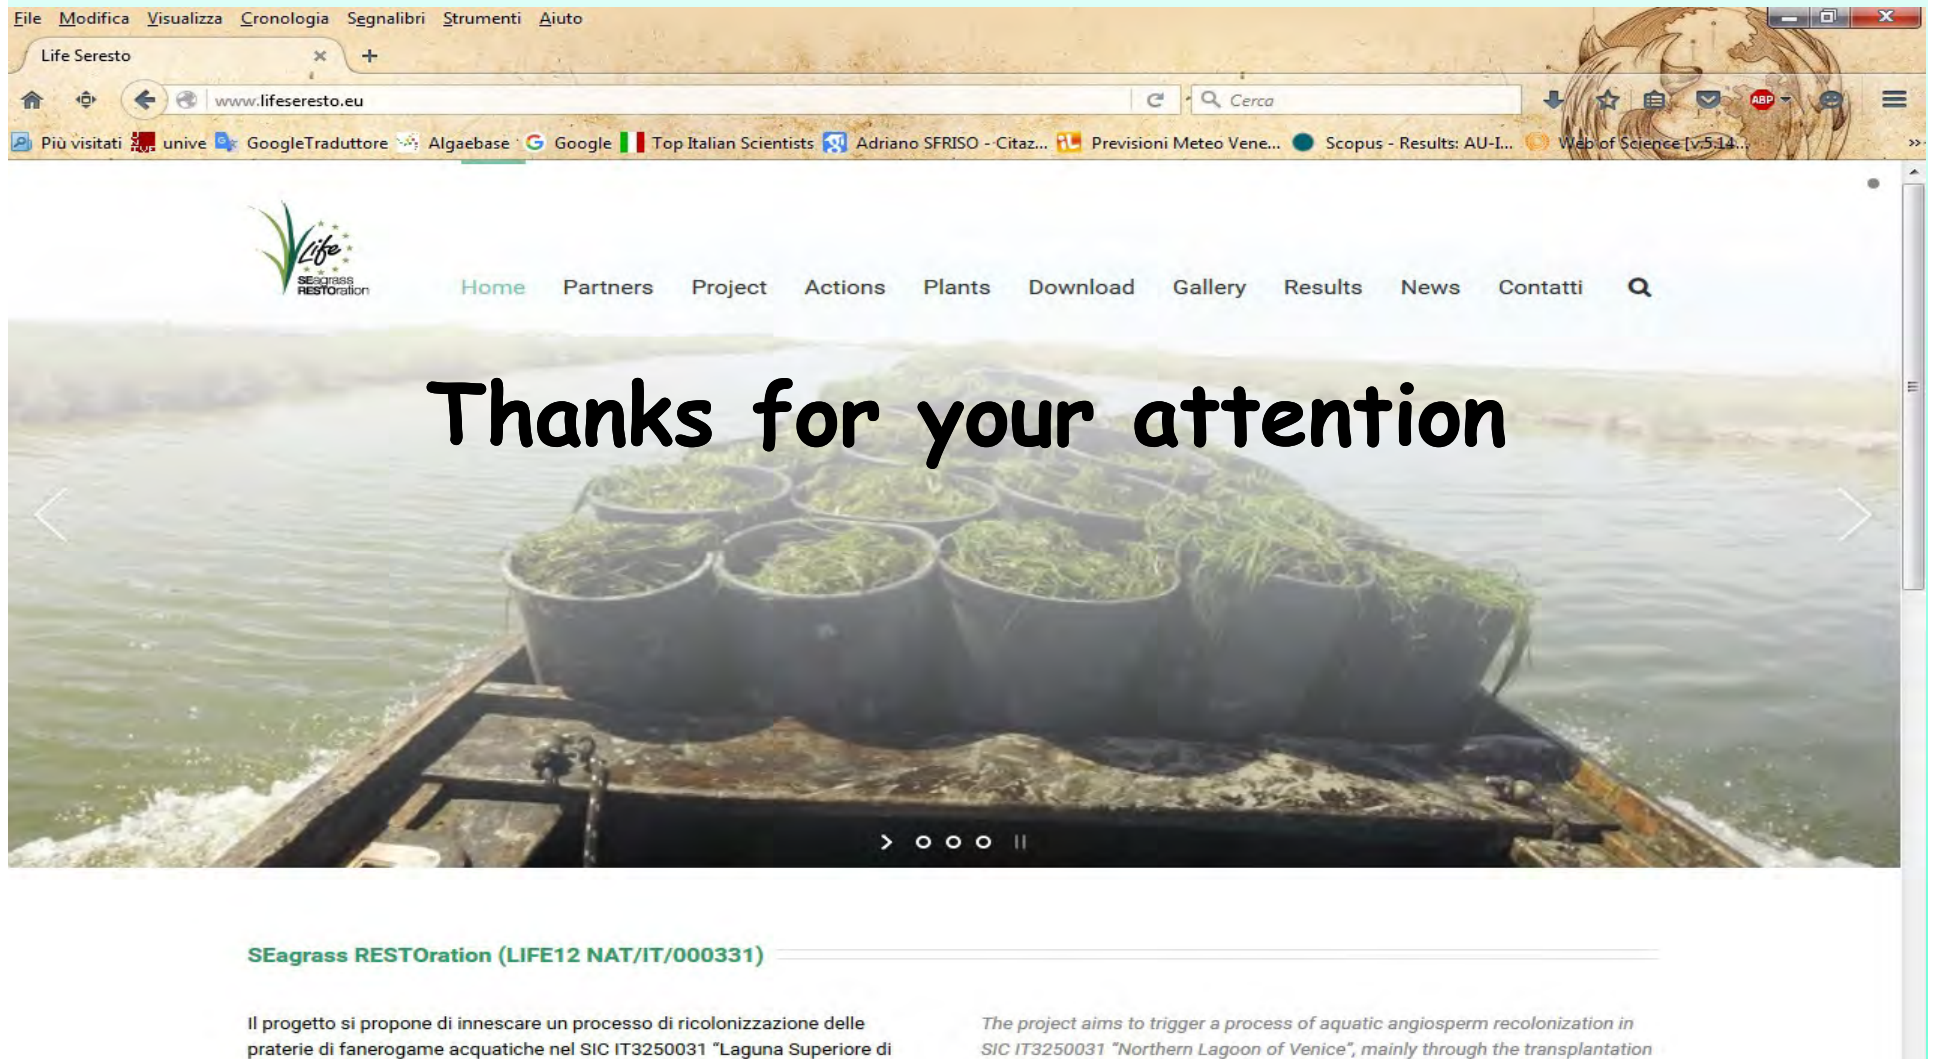 File Modifica Visualizza Cronologia Segnalibri Strumenti Aiuto
Life Seresto
www.lifeseresto.eu
Cerca
ABP
Più visitati unive GoogleTraduttore Algaebase Google Top Italian Scientists Adriano SFRISO - Citaz... Previsioni Meteo Vene... Scopus - Results: AU-I... Web of Science [v.5.14...
Life
SEagrass
RESTOration
Home Partners Project Actions Plants Download Gallery Results News Contatti
Thanks for your attention
SEagrass RESTOration (LIFE12 NAT/IT/000331)
Il progetto si propone di innescare un processo di ricolonizzazione delle
praterie di fanerogame acquatiche nel SIC IT3250031 “Laguna Superiore di
The project aims to trigger a process of aquatic angiosperm recolonization in
SIC IT3250031 “Northern Lagoon of Venice”, mainly through the transplantation